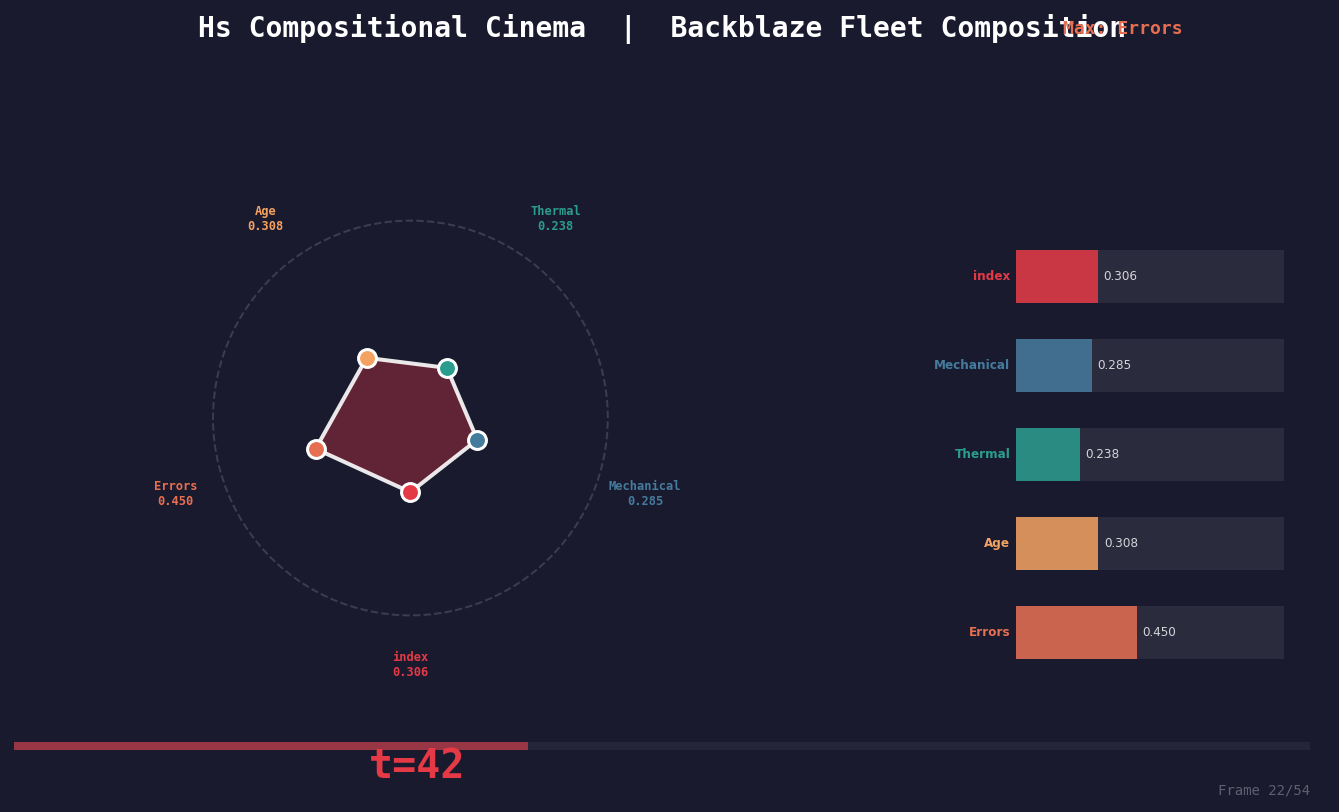 Hs Compositional Cinema | Backblaze Fleet Composition
Max: Errors
Age
0.308
Thermal
0.238
Errors
0.450
Mechanical
0.285
index
0.306
index 0.306
Mechanical 0.285
Thermal 0.238
Age 0.308
Errors 0.450
t=42
Frame 22/54